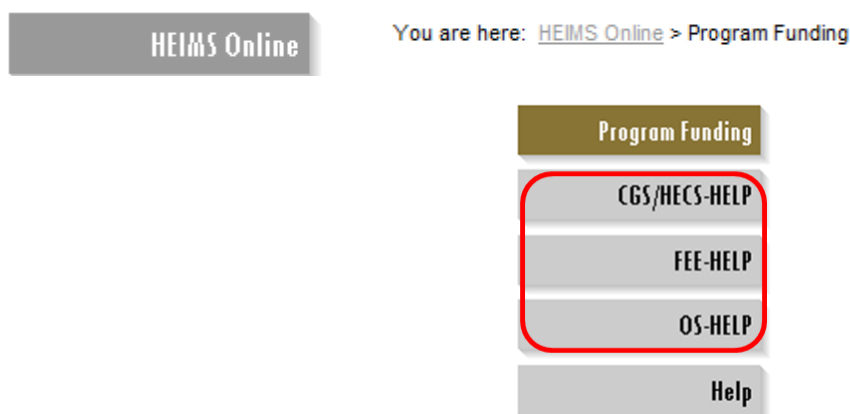 HEIMS Online
You are here: HEIMS Online > Program Funding
Program Funding
CGS/HECS-HELP
FEE-HELP
OS-HELP
Help